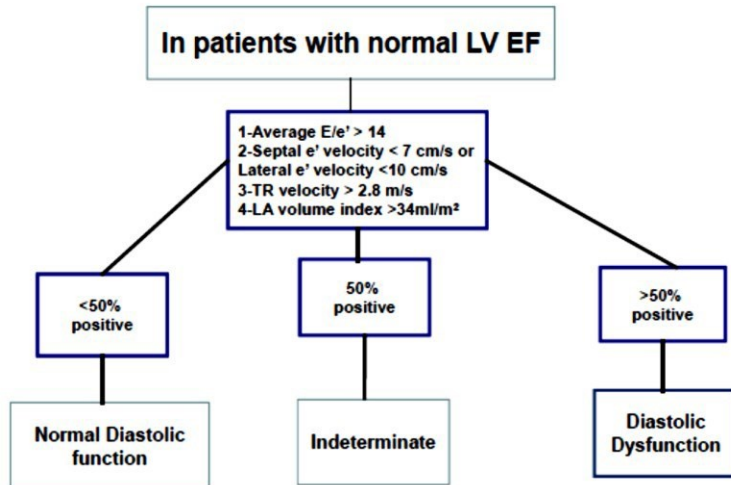 In patients with normal LV EF
1-Average E/e' > 14
2-Septal e' velocity < 7 cm/s or
Lateral e' velocity <10 cm/s
3-TR velocity > 2.8 m/s
4-LA volume index >34ml/m²
<50%
positive
50%
positive
>50%
positive
Normal Diastolic
function
Indeterminate
Diastolic
Dysfunction